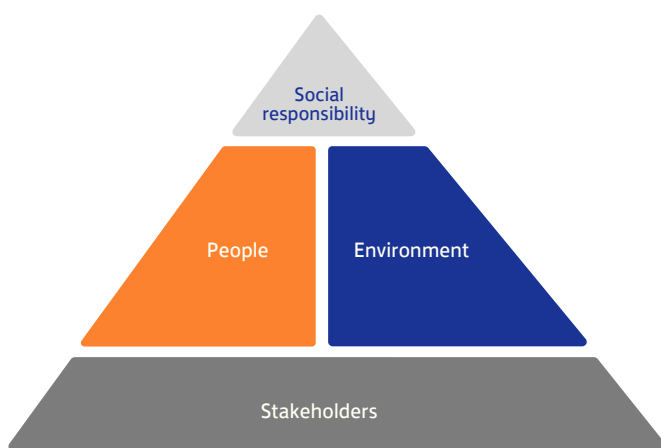 Social
responsibility
People
Environment
Stakeholders